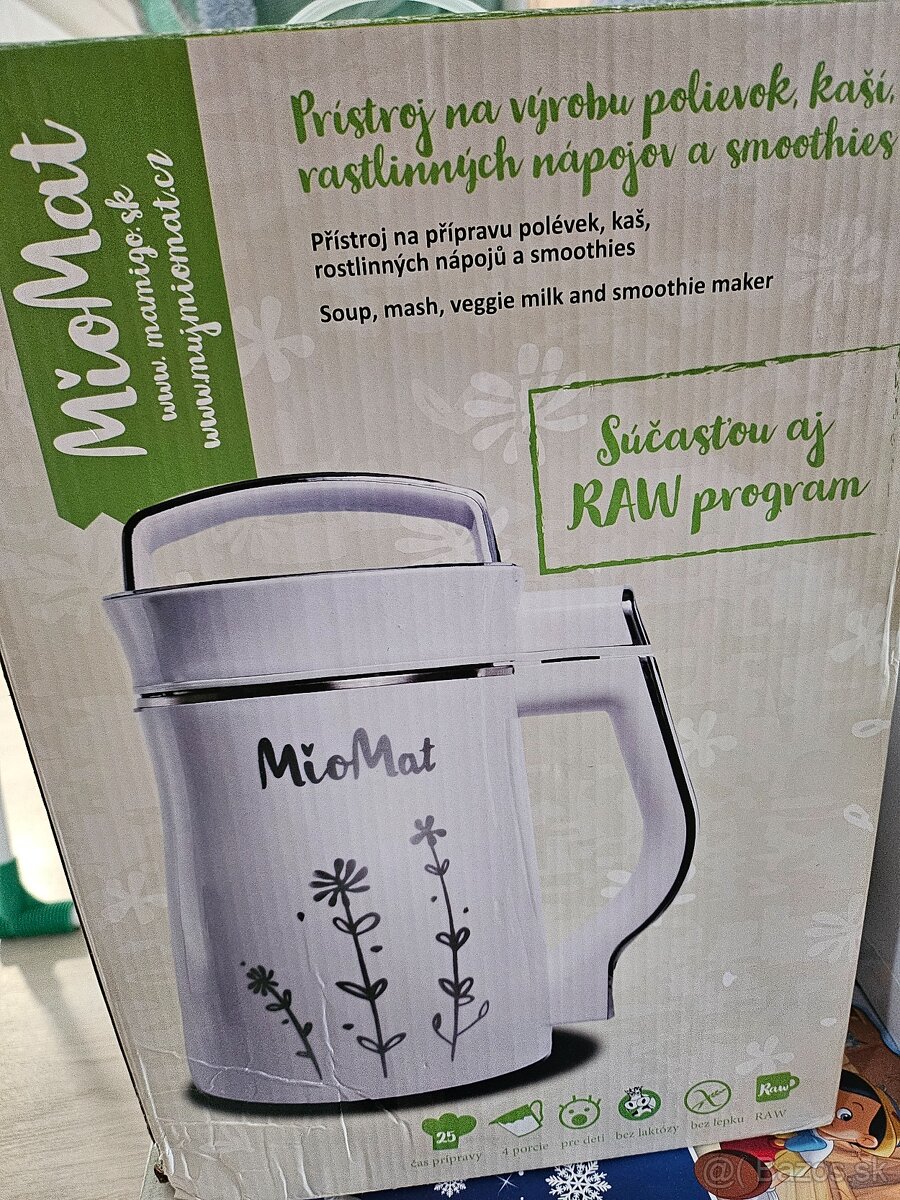 MioMat
www.mamigo.sk
www.mujmiomat.cz
Prístroj na výrobu polievok, kaší,
rastlinných nápojov a smoothies
Přístroj na přípravu polévek, kaš,
rostlinných nápojů a smoothies
Soup, mash, veggie milk and smoothie maker
Súčasťou aj
RAW program
MioMat
25
čas prípravy
4 porcie
pre deti
bez laktózy
bez lepku
Raw
RAW
Bazos.sk